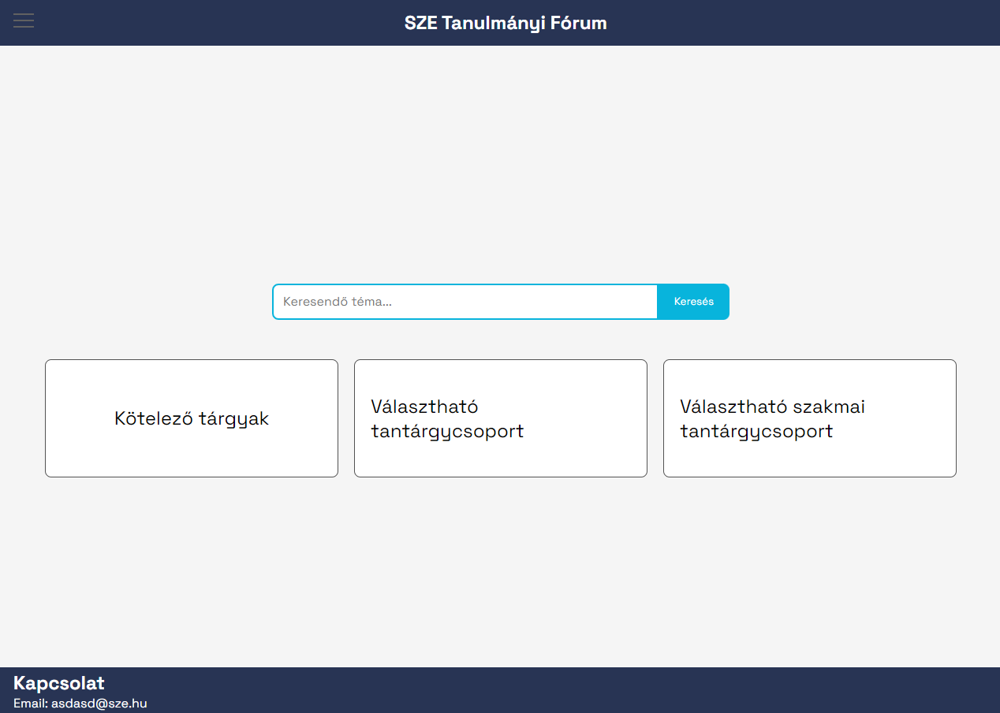 SZE Tanulmányi Fórum
Keresendő téma...
Keresés
Kötelező tárgyak
Választható
tantárgycsoport
Választható szakmai
tantárgycsoport
Kapcsolat
Email: asdasd@sze.hu